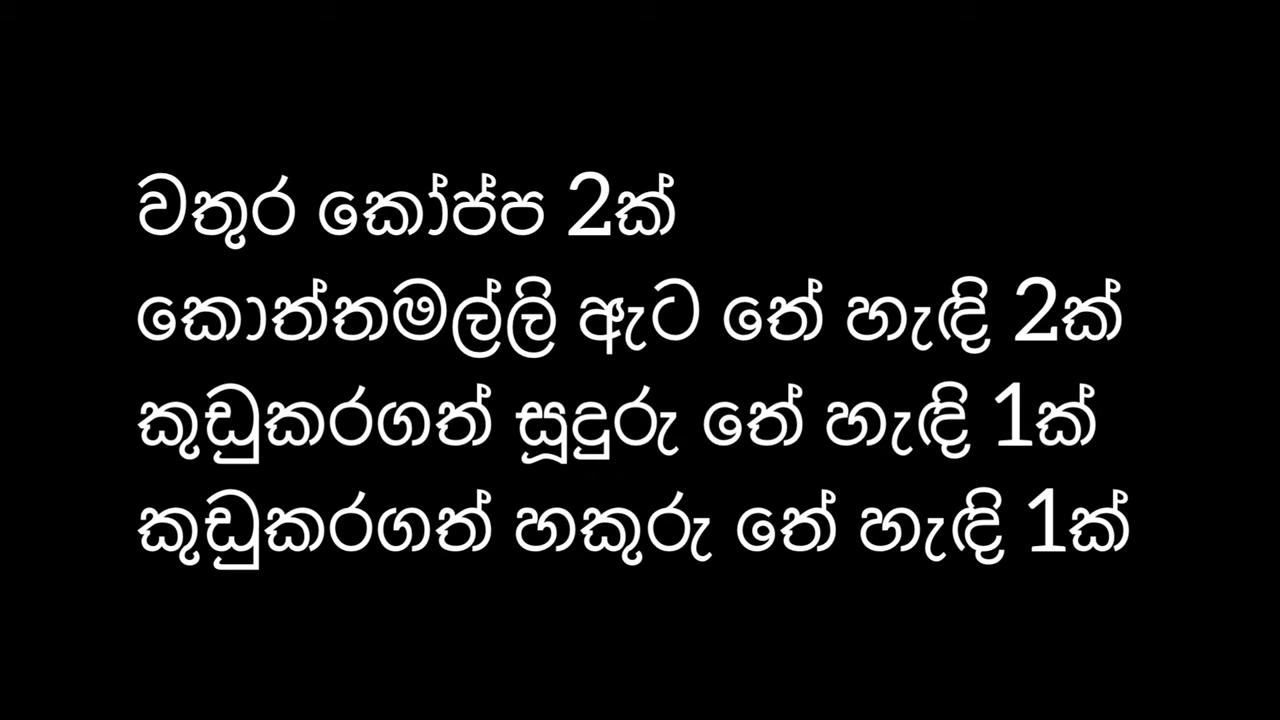 වතුර කෝප්ප 2ක්
කොත්තමල්ලි ඇට තේ හැඳි 2ක්
කුඩුකරගත් සූදුරු තේ හැඳි 1ක්
කුඩුකරගත් හකුරු තේ හැඳි 1ක්